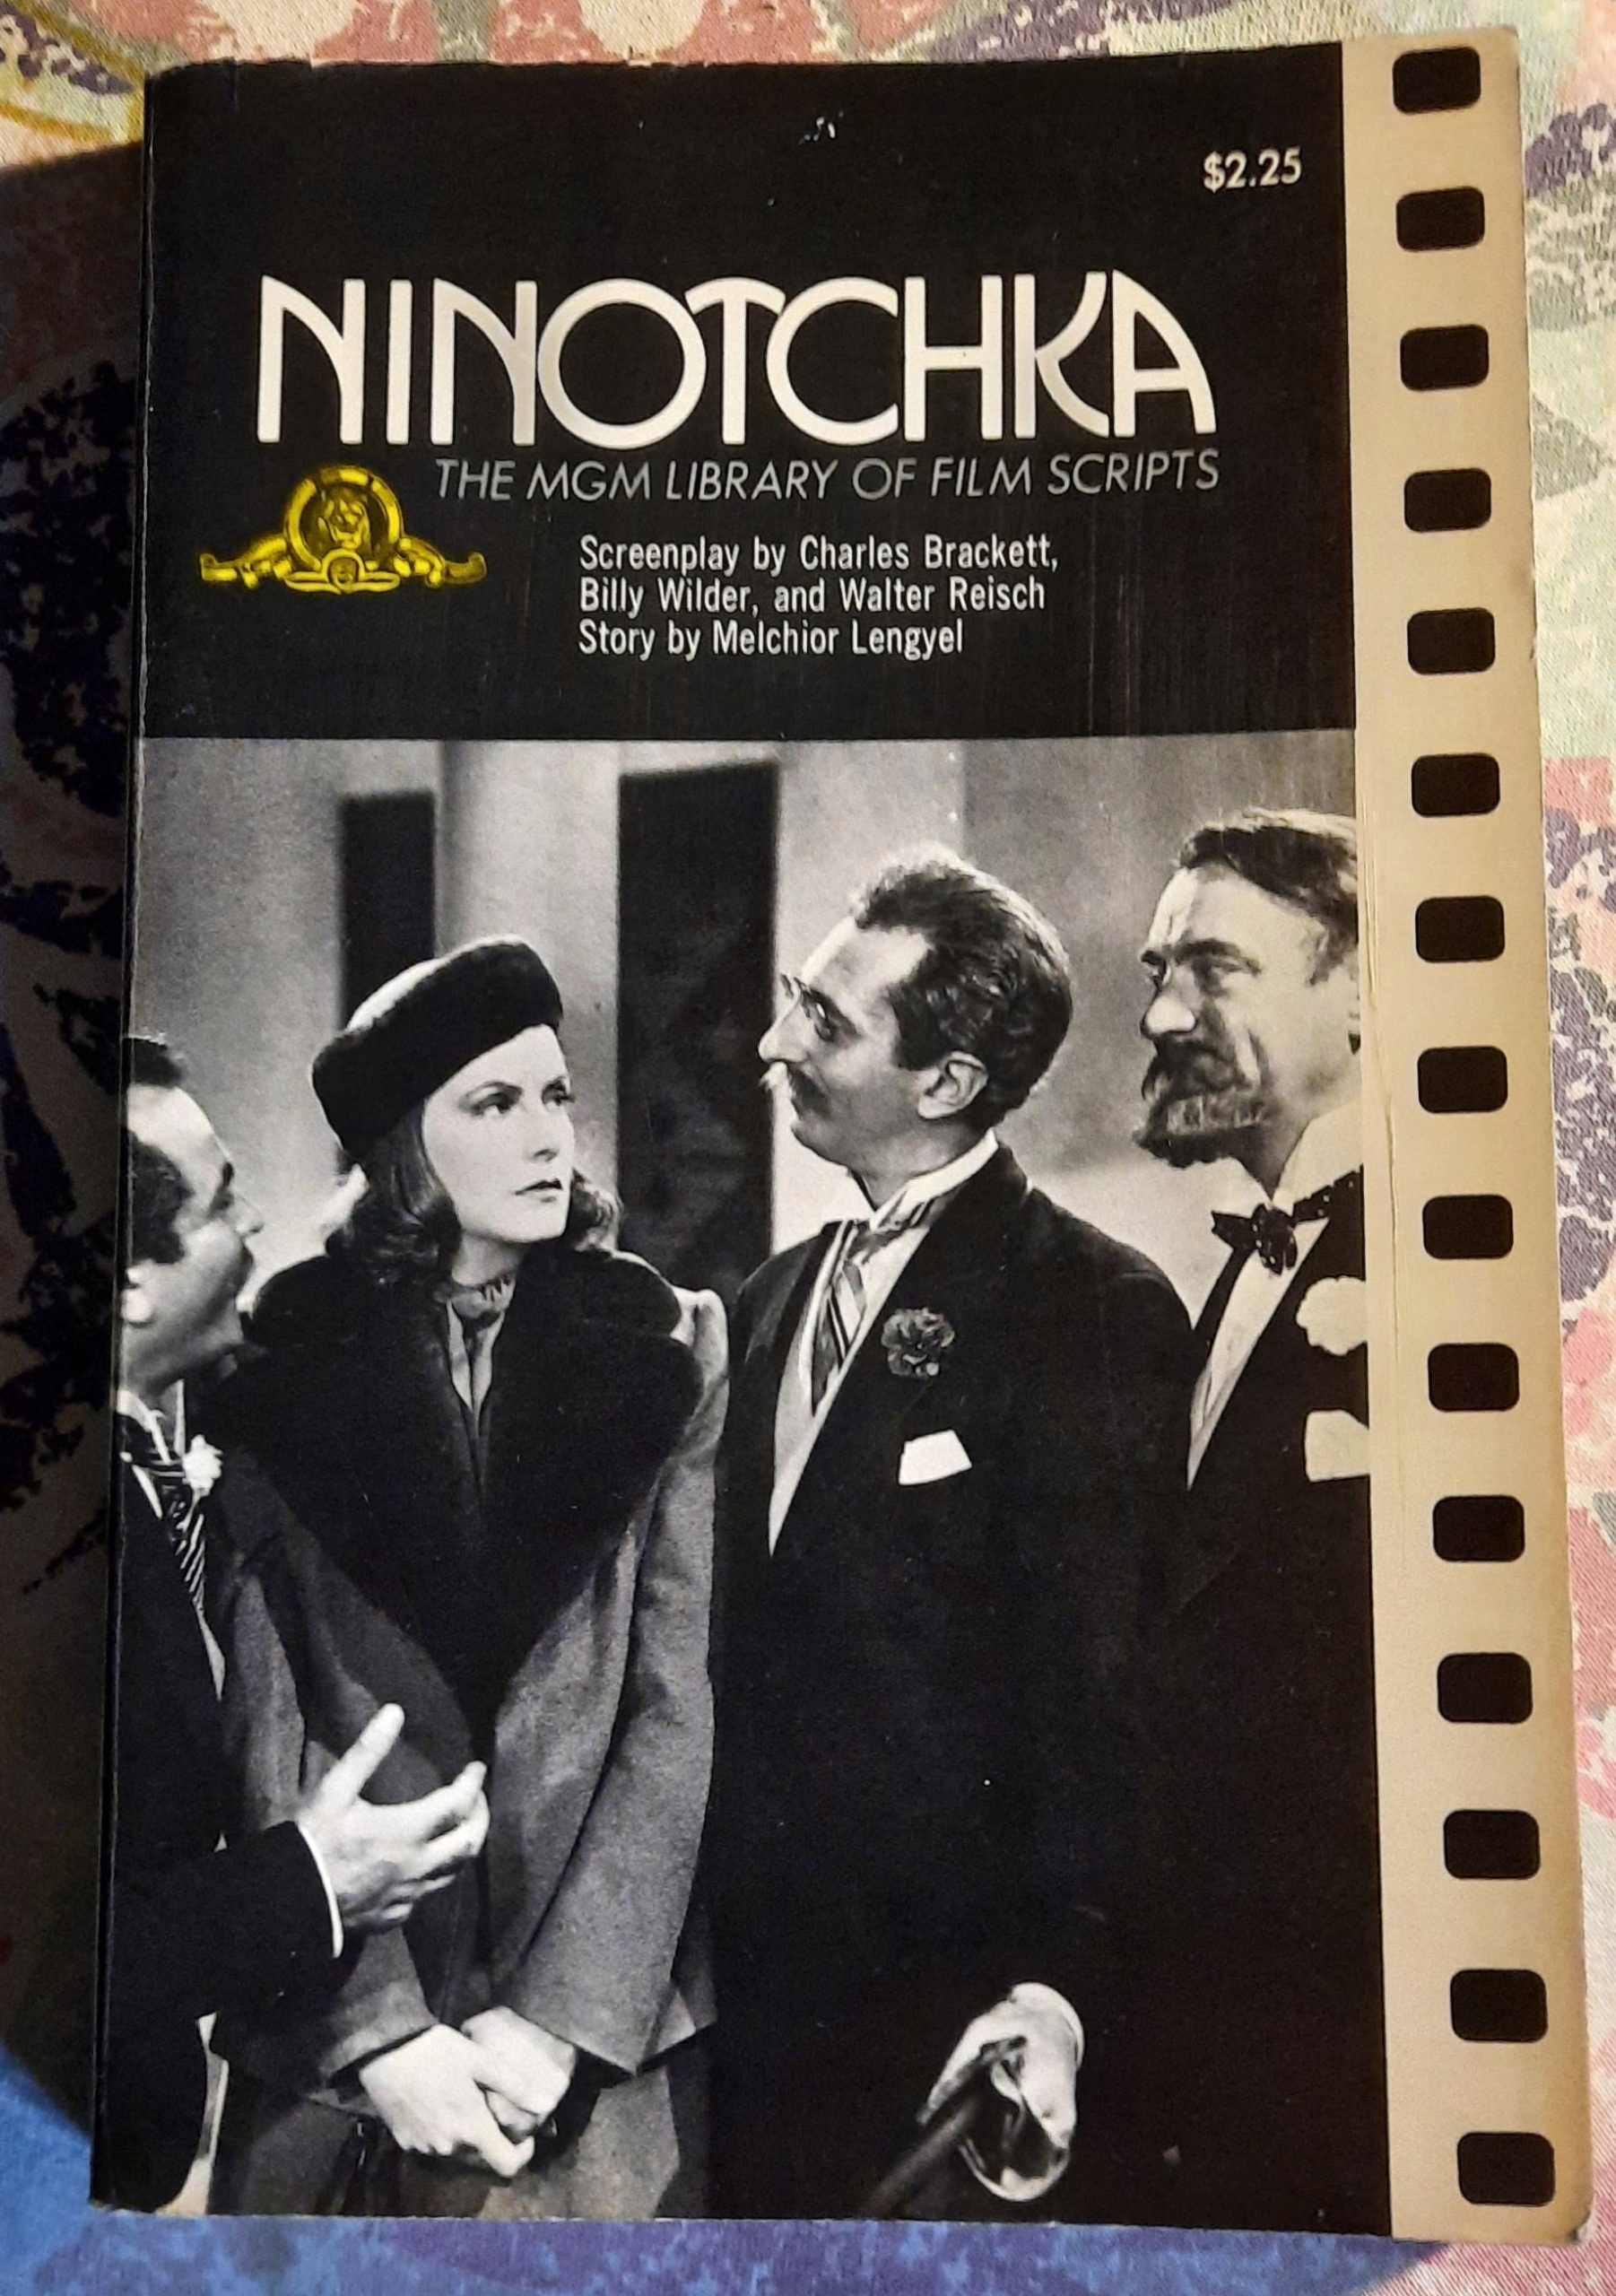 $2.25
NINOTCHKA
THE MGM LIBRARY OF FILM SCRIPTS
Screenplay by Charles Brackett,
Billy Wilder, and Walter Reisch
Story by Melchior Lengyel